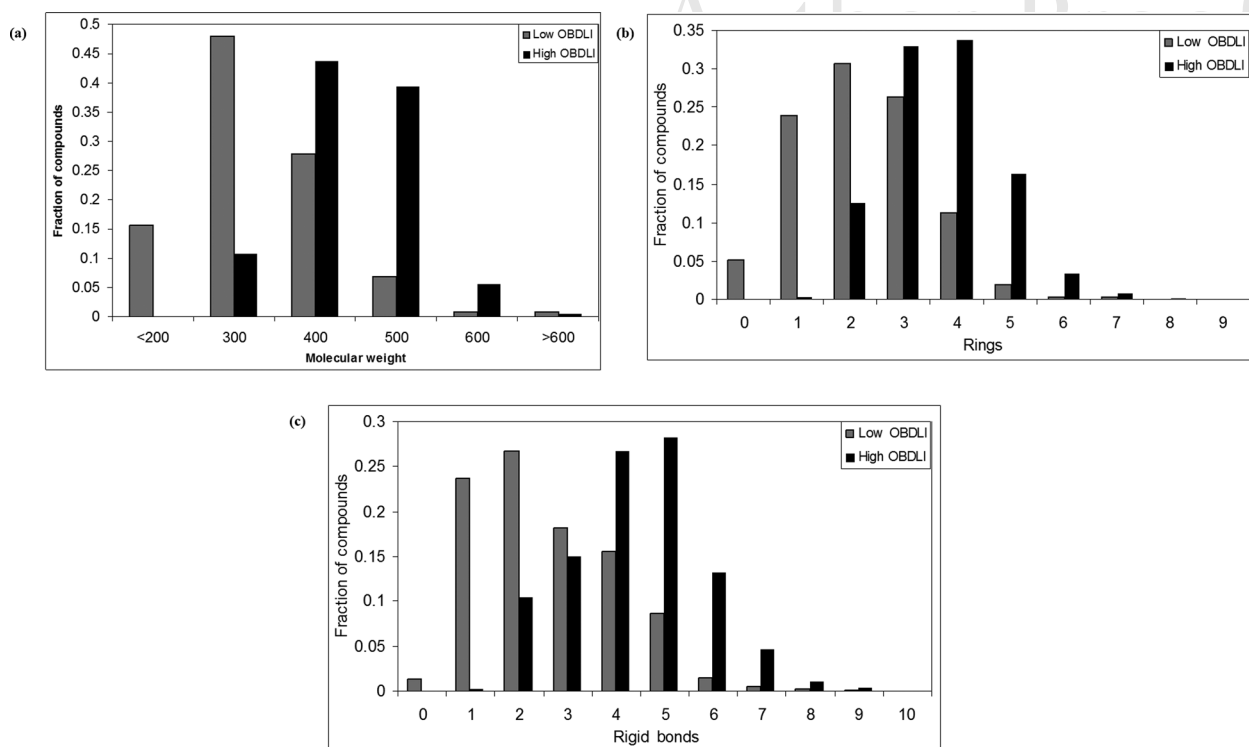 (a)
Low OBDLI
High OBDLI
Fraction of compounds
0.5
0.45
0.4
0.35
0.3
0.25
0.2
0.15
0.1
0.05
0
<200 300 400 500 600 >600
Molecular weight
(b)
Low OBDLI
High OBDLI
Fraction of compounds
0.35
0.3
0.25
0.2
0.15
0.1
0.05
0
0 1 2 3 4 5 6 7 8 9
Rings
(c)
Low OBDLI
High OBDLI
Fraction of compounds
0.3
0.25
0.2
0.15
0.1
0.05
0
0 1 2 3 4 5 6 7 8 9 10
Rigid bonds